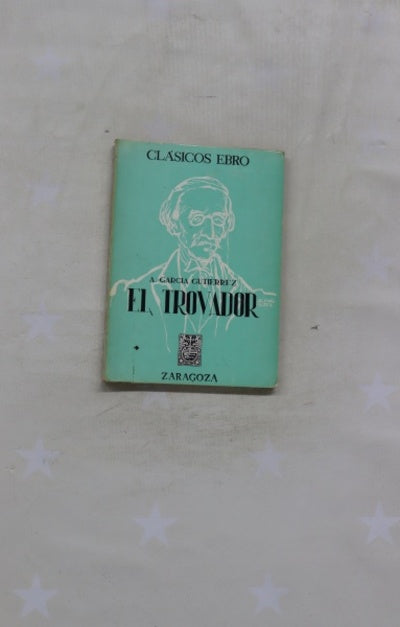 CLÁSICOS EBRO
A. GARCIA GUTIERREZ
EL TROVADOR
ZARAGOZA